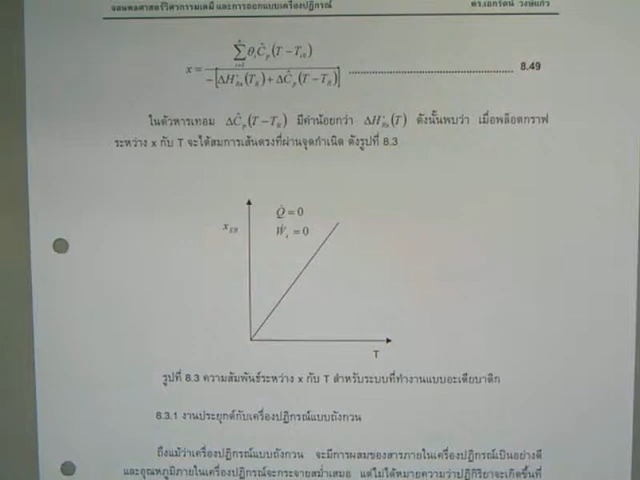 จลนพลศาสตร์วิศวกรรมเคมี และการออกแบบเครื่องปฏิกรณ์ ดร.เอกรัตน์ วงษ์แก้ว
x = \frac{\sum_{i=1}^{n} θ_i Ĉ_{p_i} (T − T_{i0})}{−[ΔH°_{Rx}(T_R) + ΔĈ_p (T − T_R)]} ........ 8.49
ในตัวหารเทอม ΔĈ_p (T − T_R) มีค่าน้อยกว่า ΔH°_{Rx}(T) ดังนั้นพบว่า เมื่อพล็อตกราฟ
ระหว่าง x กับ T จะได้สมการเส้นตรงที่ผ่านจุดกำเนิด ดังรูปที่ 8.3
x_{EB}
Q̇ = 0
Ẇ_s = 0
T
รูปที่ 8.3 ความสัมพันธ์ระหว่าง x กับ T สำหรับระบบที่ทำงานแบบอะเดียบาติก
8.3.1 งานประยุกต์กับเครื่องปฏิกรณ์แบบถังกวน
ถึงแม้ว่าเครื่องปฏิกรณ์แบบถังกวน จะมีการผสมของสารภายในเครื่องปฏิกรณ์เป็นอย่างดี
และอุณหภูมิภายในเครื่องปฏิกรณ์จะกระจายสม่ำเสมอ แต่ไม่ได้หมายความว่าปฏิกิริยาจะเกิดขึ้นที่